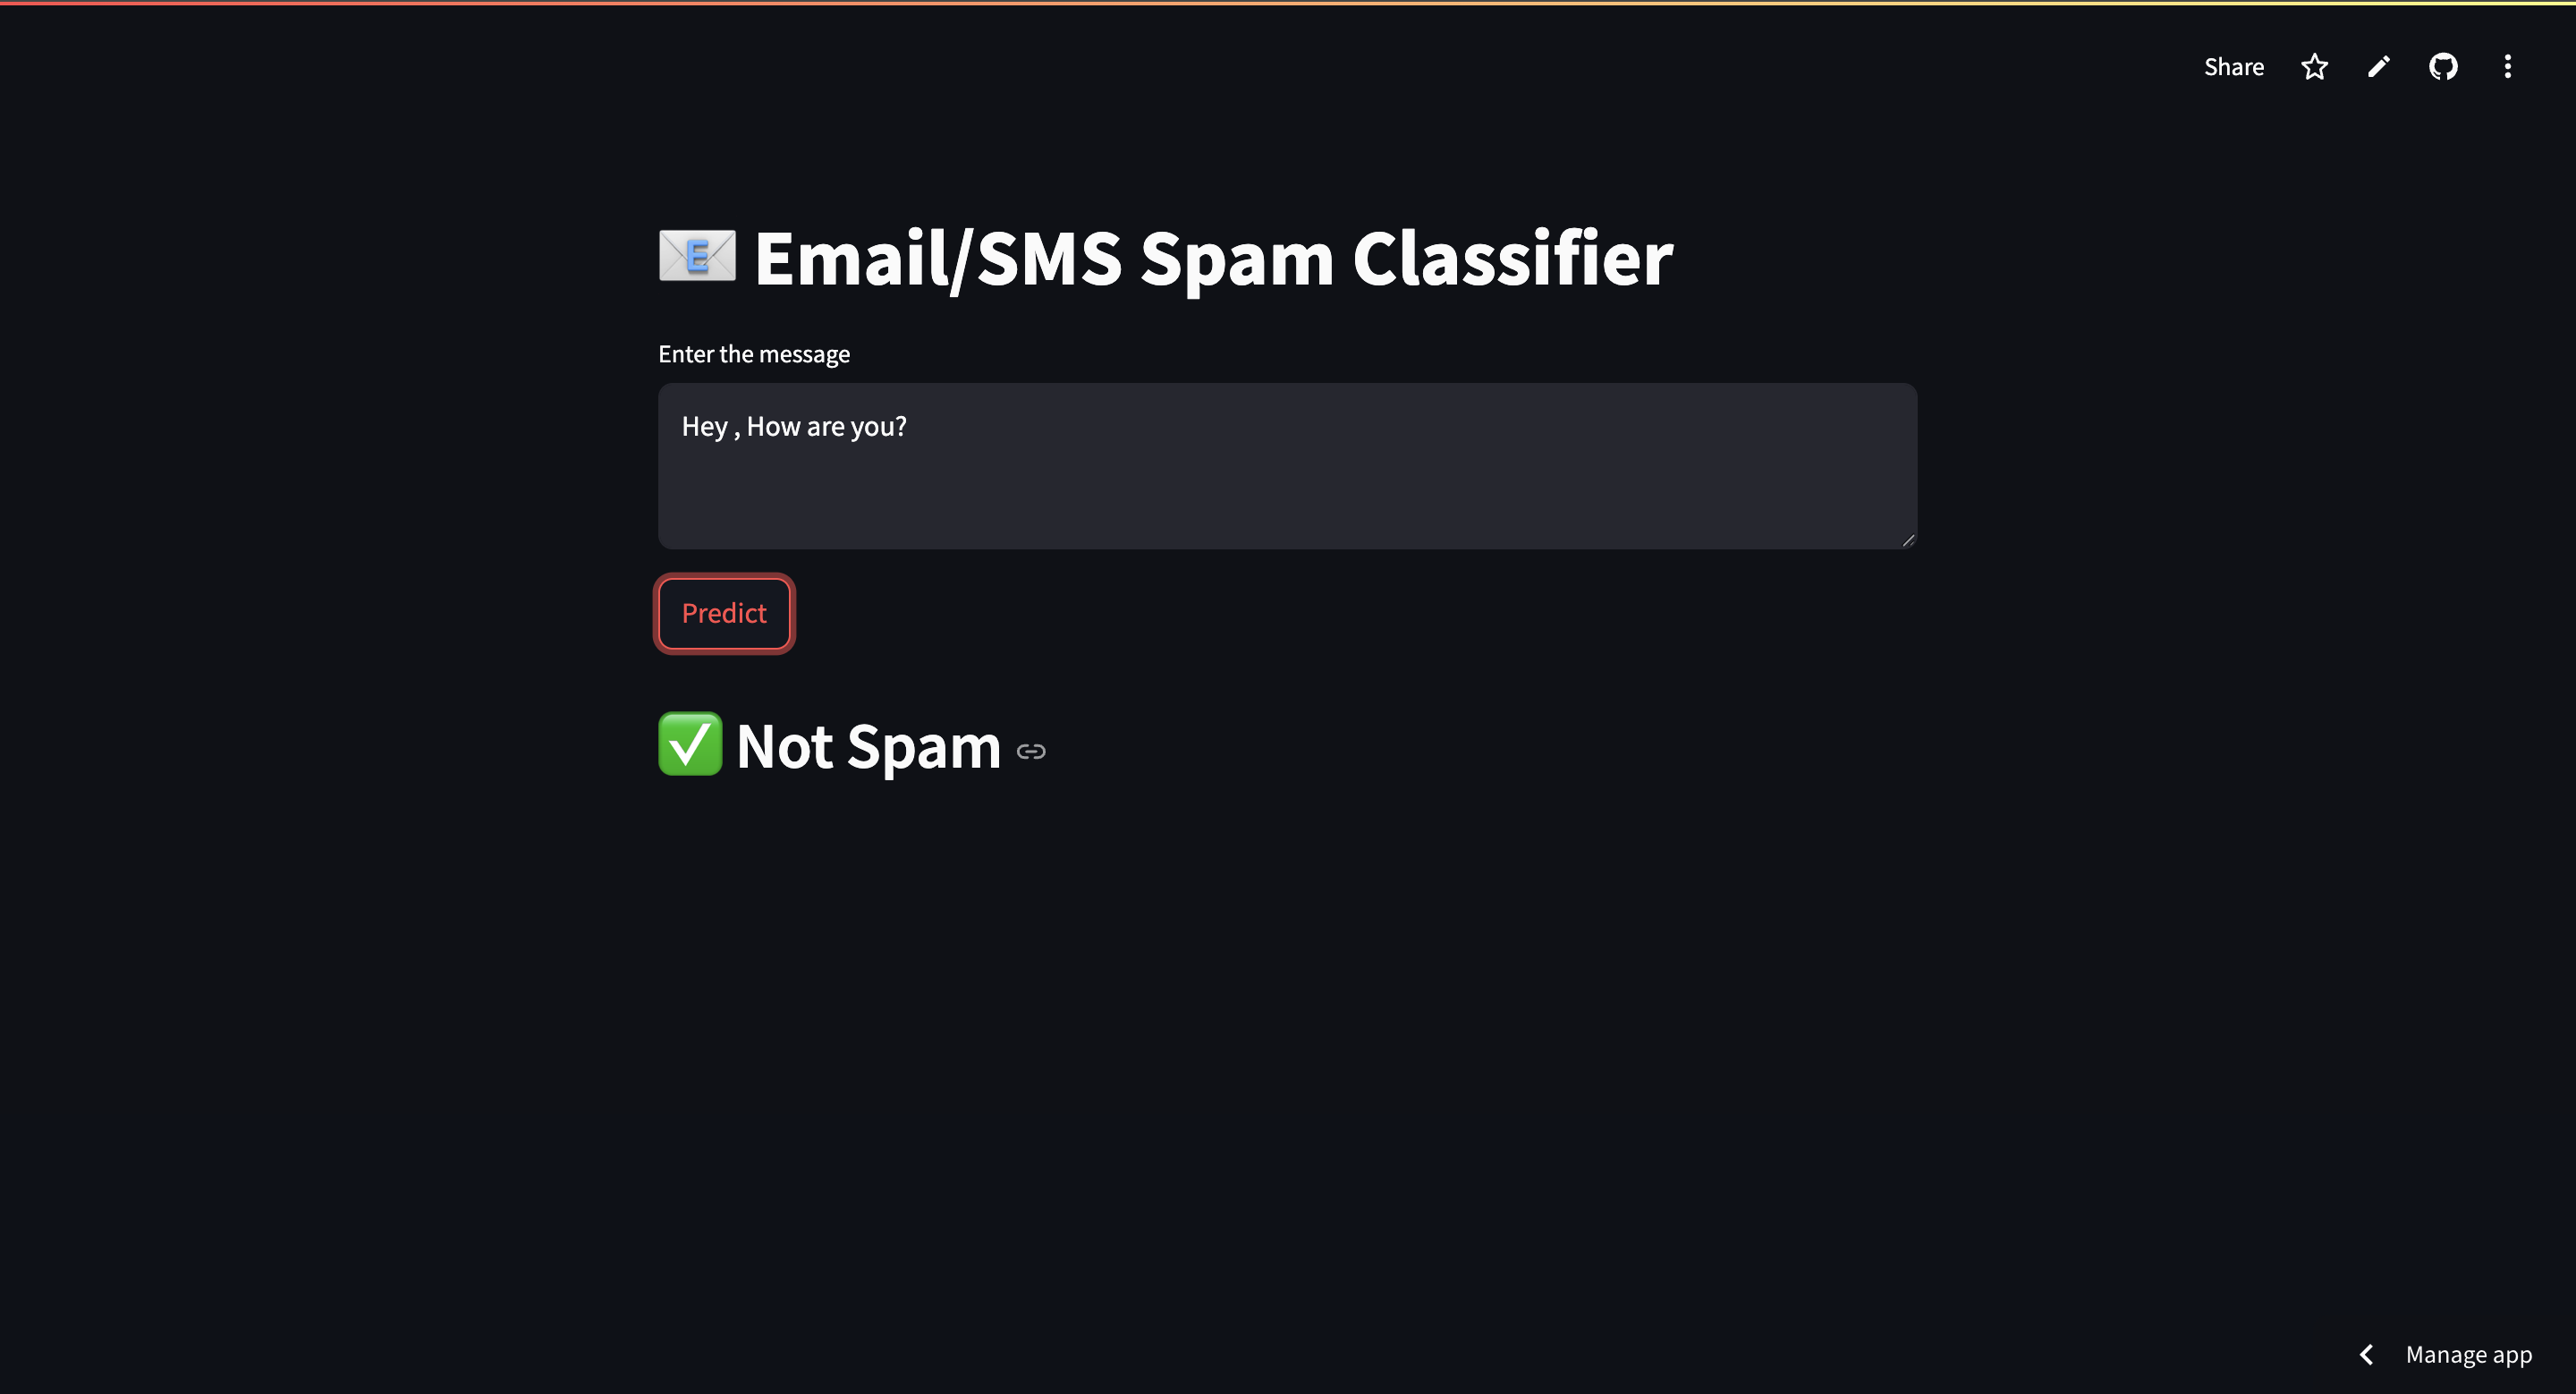 Share
📧 Email/SMS Spam Classifier
Enter the message
Hey , How are you?
Predict
✅ Not Spam
Manage app